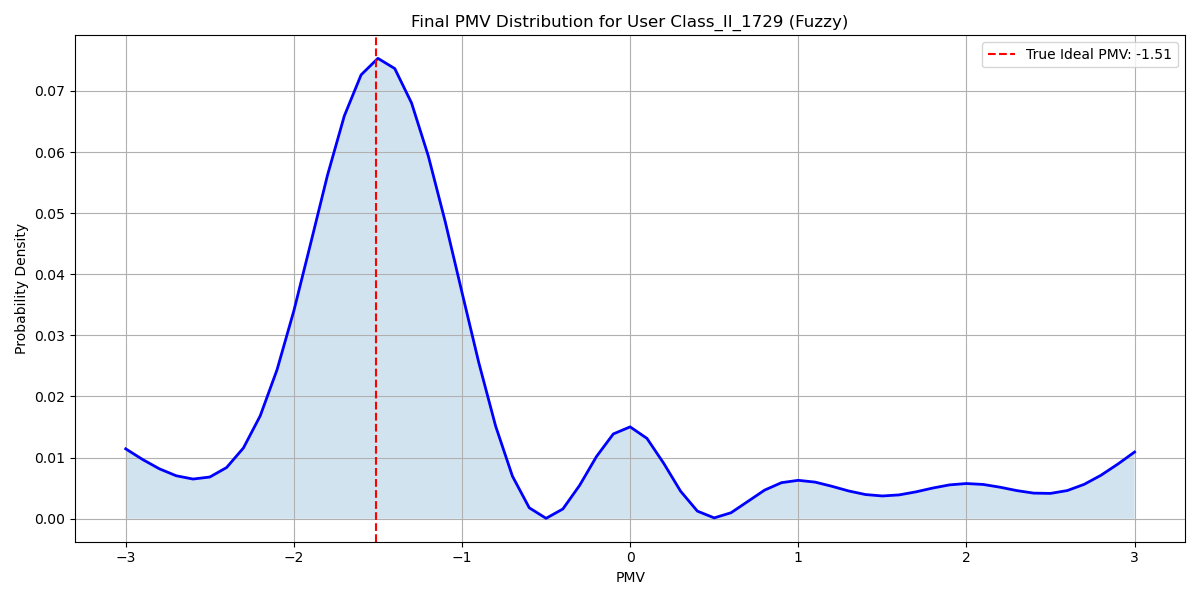 Final PMV Distribution for User Class_II_1729 (Fuzzy)
True Ideal PMV: -1.51
Probability Density
0.07
0.06
0.05
0.04
0.03
0.02
0.01
0.00
−3 −2 −1 0 1 2 3
PMV